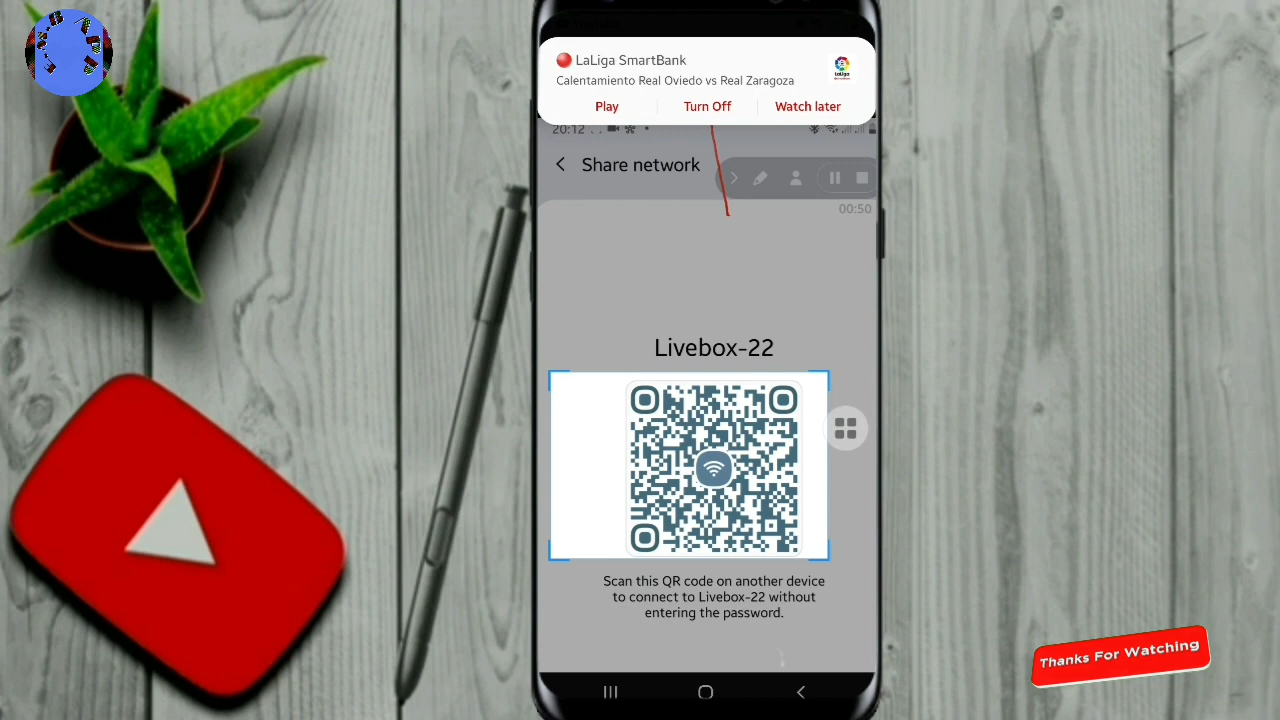 LaLiga SmartBank
Calentamiento Real Oviedo vs Real Zaragoza
Play
Turn Off
Watch later
20:12
Share network
00:50
Livebox-22
Scan this QR code on another device
to connect to Livebox-22 without
entering the password.
Thanks For Watching